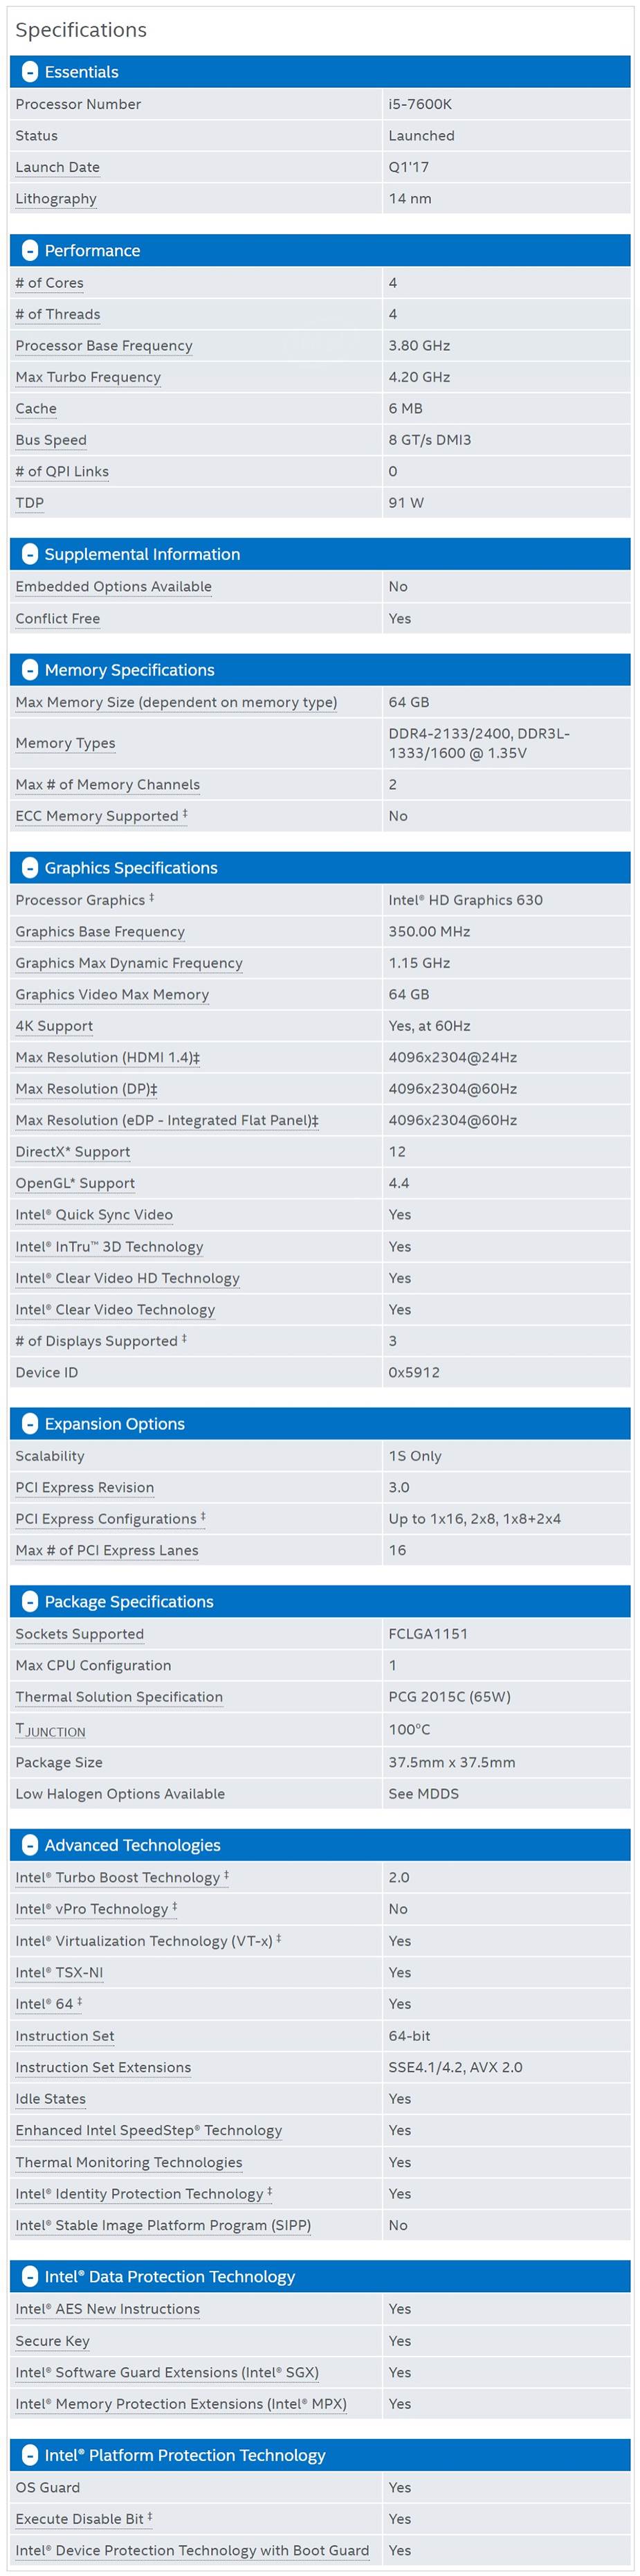 Specifications
- Essentials
Processor Number i5-7600K
Status Launched
Launch Date Q1'17
Lithography 14 nm
- Performance
# of Cores 4
# of Threads 4
Processor Base Frequency 3.80 GHz
Max Turbo Frequency 4.20 GHz
Cache 6 MB
Bus Speed 8 GT/s DMI3
# of QPI Links 0
TDP 91 W
- Supplemental Information
Embedded Options Available No
Conflict Free Yes
- Memory Specifications
Max Memory Size (dependent on memory type) 64 GB
Memory Types DDR4-2133/2400, DDR3L-
1333/1600 @ 1.35V
Max # of Memory Channels 2
ECC Memory Supported ‡ No
- Graphics Specifications
Processor Graphics ‡ Intel® HD Graphics 630
Graphics Base Frequency 350.00 MHz
Graphics Max Dynamic Frequency 1.15 GHz
Graphics Video Max Memory 64 GB
4K Support Yes, at 60Hz
Max Resolution (HDMI 1.4)‡ 4096x2304@24Hz
Max Resolution (DP)‡ 4096x2304@60Hz
Max Resolution (eDP - Integrated Flat Panel)‡ 4096x2304@60Hz
DirectX* Support 12
OpenGL* Support 4.4
Intel® Quick Sync Video Yes
Intel® InTru™ 3D Technology Yes
Intel® Clear Video HD Technology Yes
Intel® Clear Video Technology Yes
# of Displays Supported ‡ 3
Device ID 0x5912
- Expansion Options
Scalability 1S Only
PCI Express Revision 3.0
PCI Express Configurations ‡ Up to 1x16, 2x8, 1x8+2x4
Max # of PCI Express Lanes 16
- Package Specifications
Sockets Supported FCLGA1151
Max CPU Configuration 1
Thermal Solution Specification PCG 2015C (65W)
TJUNCTION 100°C
Package Size 37.5mm x 37.5mm
Low Halogen Options Available See MDDS
- Advanced Technologies
Intel® Turbo Boost Technology ‡ 2.0
Intel® vPro Technology ‡ No
Intel® Virtualization Technology (VT-x) ‡ Yes
Intel® TSX-NI Yes
Intel® 64 ‡ Yes
Instruction Set 64-bit
Instruction Set Extensions SSE4.1/4.2, AVX 2.0
Idle States Yes
Enhanced Intel SpeedStep® Technology Yes
Thermal Monitoring Technologies Yes
Intel® Identity Protection Technology ‡ Yes
Intel® Stable Image Platform Program (SIPP) No
- Intel® Data Protection Technology
Intel® AES New Instructions Yes
Secure Key Yes
Intel® Software Guard Extensions (Intel® SGX) Yes
Intel® Memory Protection Extensions (Intel® MPX) Yes
- Intel® Platform Protection Technology
OS Guard Yes
Execute Disable Bit ‡ Yes
Intel® Device Protection Technology with Boot Guard Yes